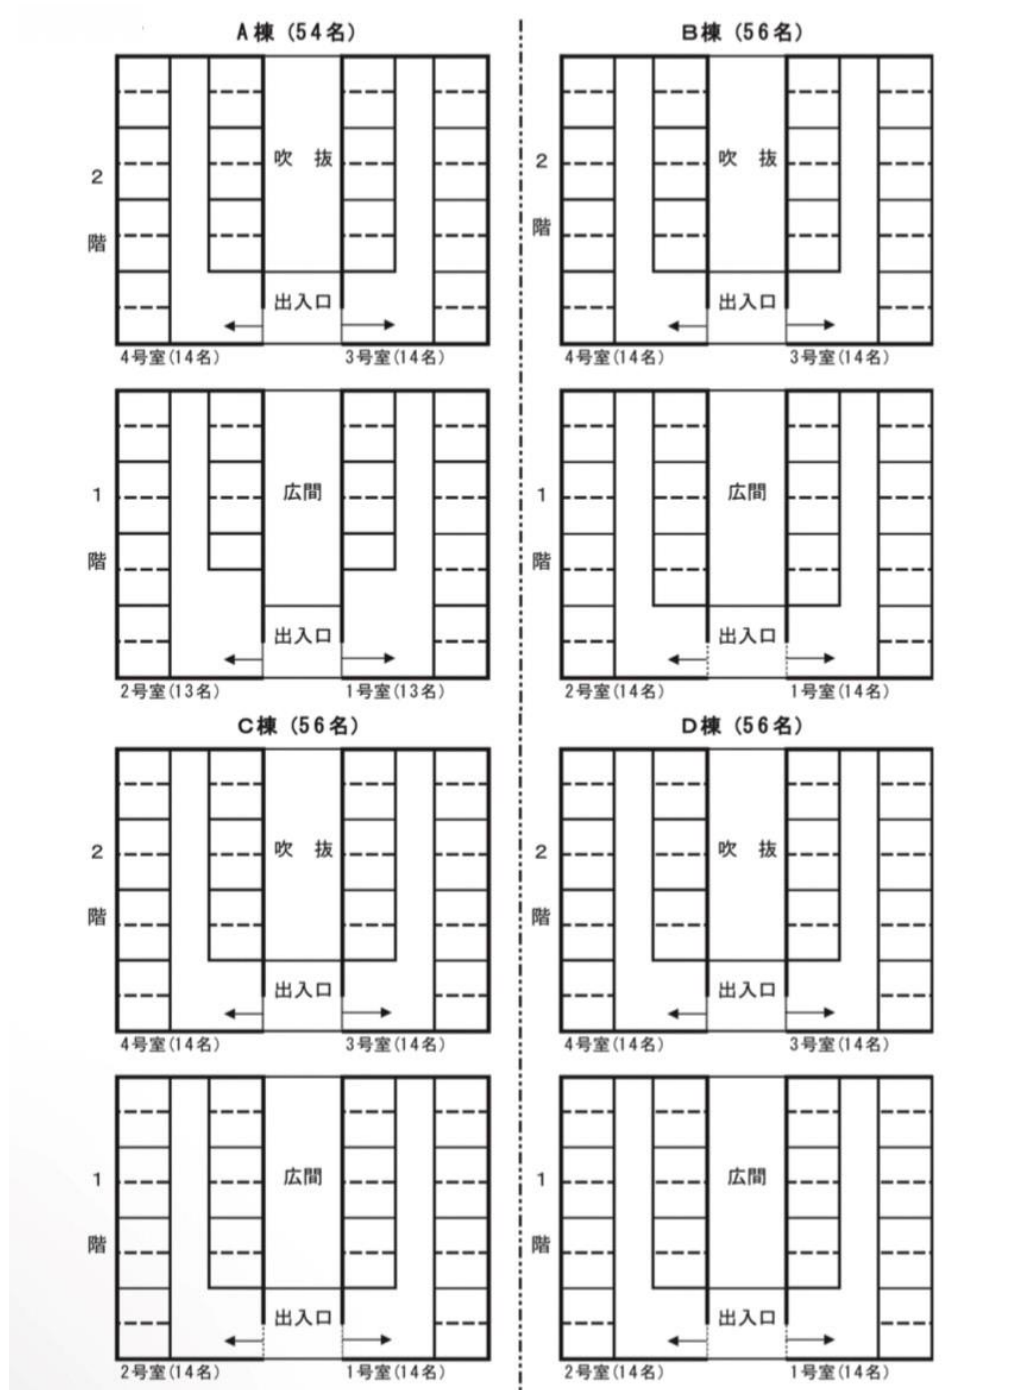 A棟（54名）
2階
吹 抜
出入口
4号室(14名)
3号室(14名)
1階
広間
出入口
2号室(13名)
1号室(13名)
B棟（56名）
2階
吹 抜
出入口
4号室(14名)
3号室(14名)
1階
広間
出入口
2号室(14名)
1号室(14名)
C棟（56名）
2階
吹 抜
出入口
4号室(14名)
3号室(14名)
1階
広間
出入口
2号室(14名)
1号室(14名)
D棟（56名）
2階
吹 抜
出入口
4号室(14名)
3号室(14名)
1階
広間
出入口
2号室(14名)
1号室(14名)